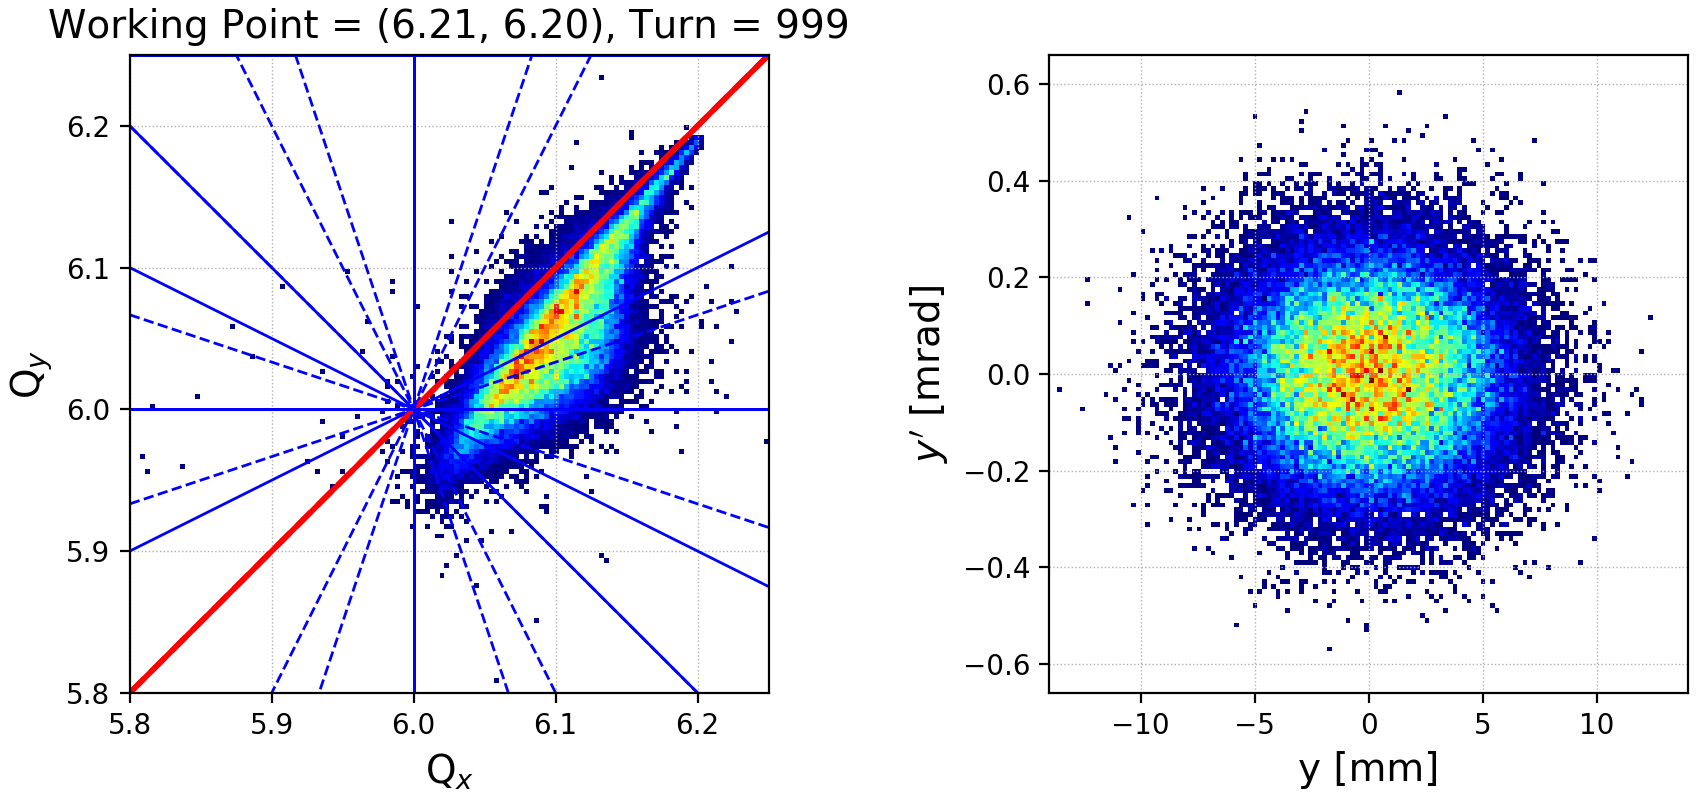 Working Point = (6.21, 6.20), Turn = 999
6.2
6.1
6.0
5.9
5.8
Q_y
5.8 5.9 6.0 6.1 6.2
Q_x
0.6
0.4
0.2
0.0
−0.2
−0.4
−0.6
y′ [mrad]
−10 −5 0 5 10
y [mm]